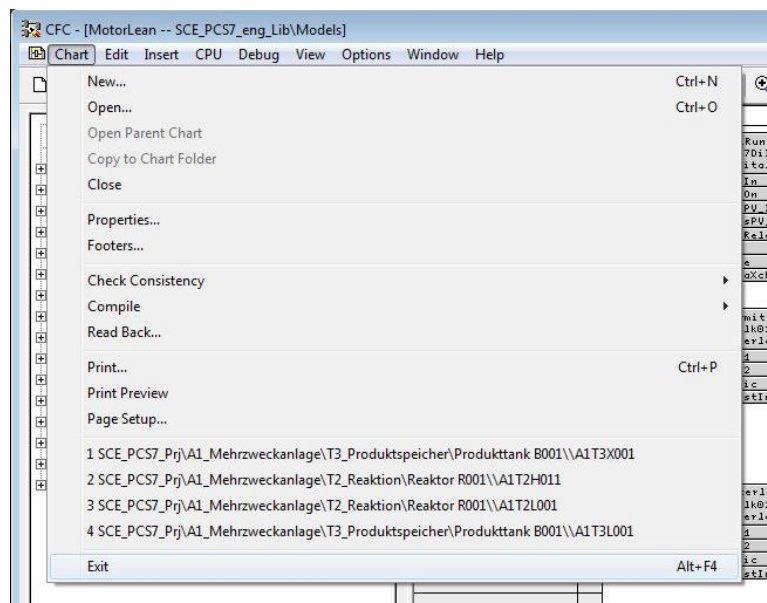 CFC - [MotorLean -- SCE_PCS7_eng_Lib\Models]
Chart Edit Insert CPU Debug View Options Window Help
New... Ctrl+N
Open... Ctrl+O
Open Parent Chart
Copy to Chart Folder
Close
Properties...
Footers...
Check Consistency
Compile
Read Back...
Print... Ctrl+P
Print Preview
Page Setup...
1 SCE_PCS7_Prj\A1_Mehrzweckanlage\T3_Produktspeicher\Produkttank B001\\A1T3X001
2 SCE_PCS7_Prj\A1_Mehrzweckanlage\T2_Reaktion\Reaktor R001\\A1T2H011
3 SCE_PCS7_Prj\A1_Mehrzweckanlage\T2_Reaktion\Reaktor R001\\A1T2L001
4 SCE_PCS7_Prj\A1_Mehrzweckanlage\T3_Produktspeicher\Produkttank B001\\A1T3L001
Exit Alt+F4
Run
In
On